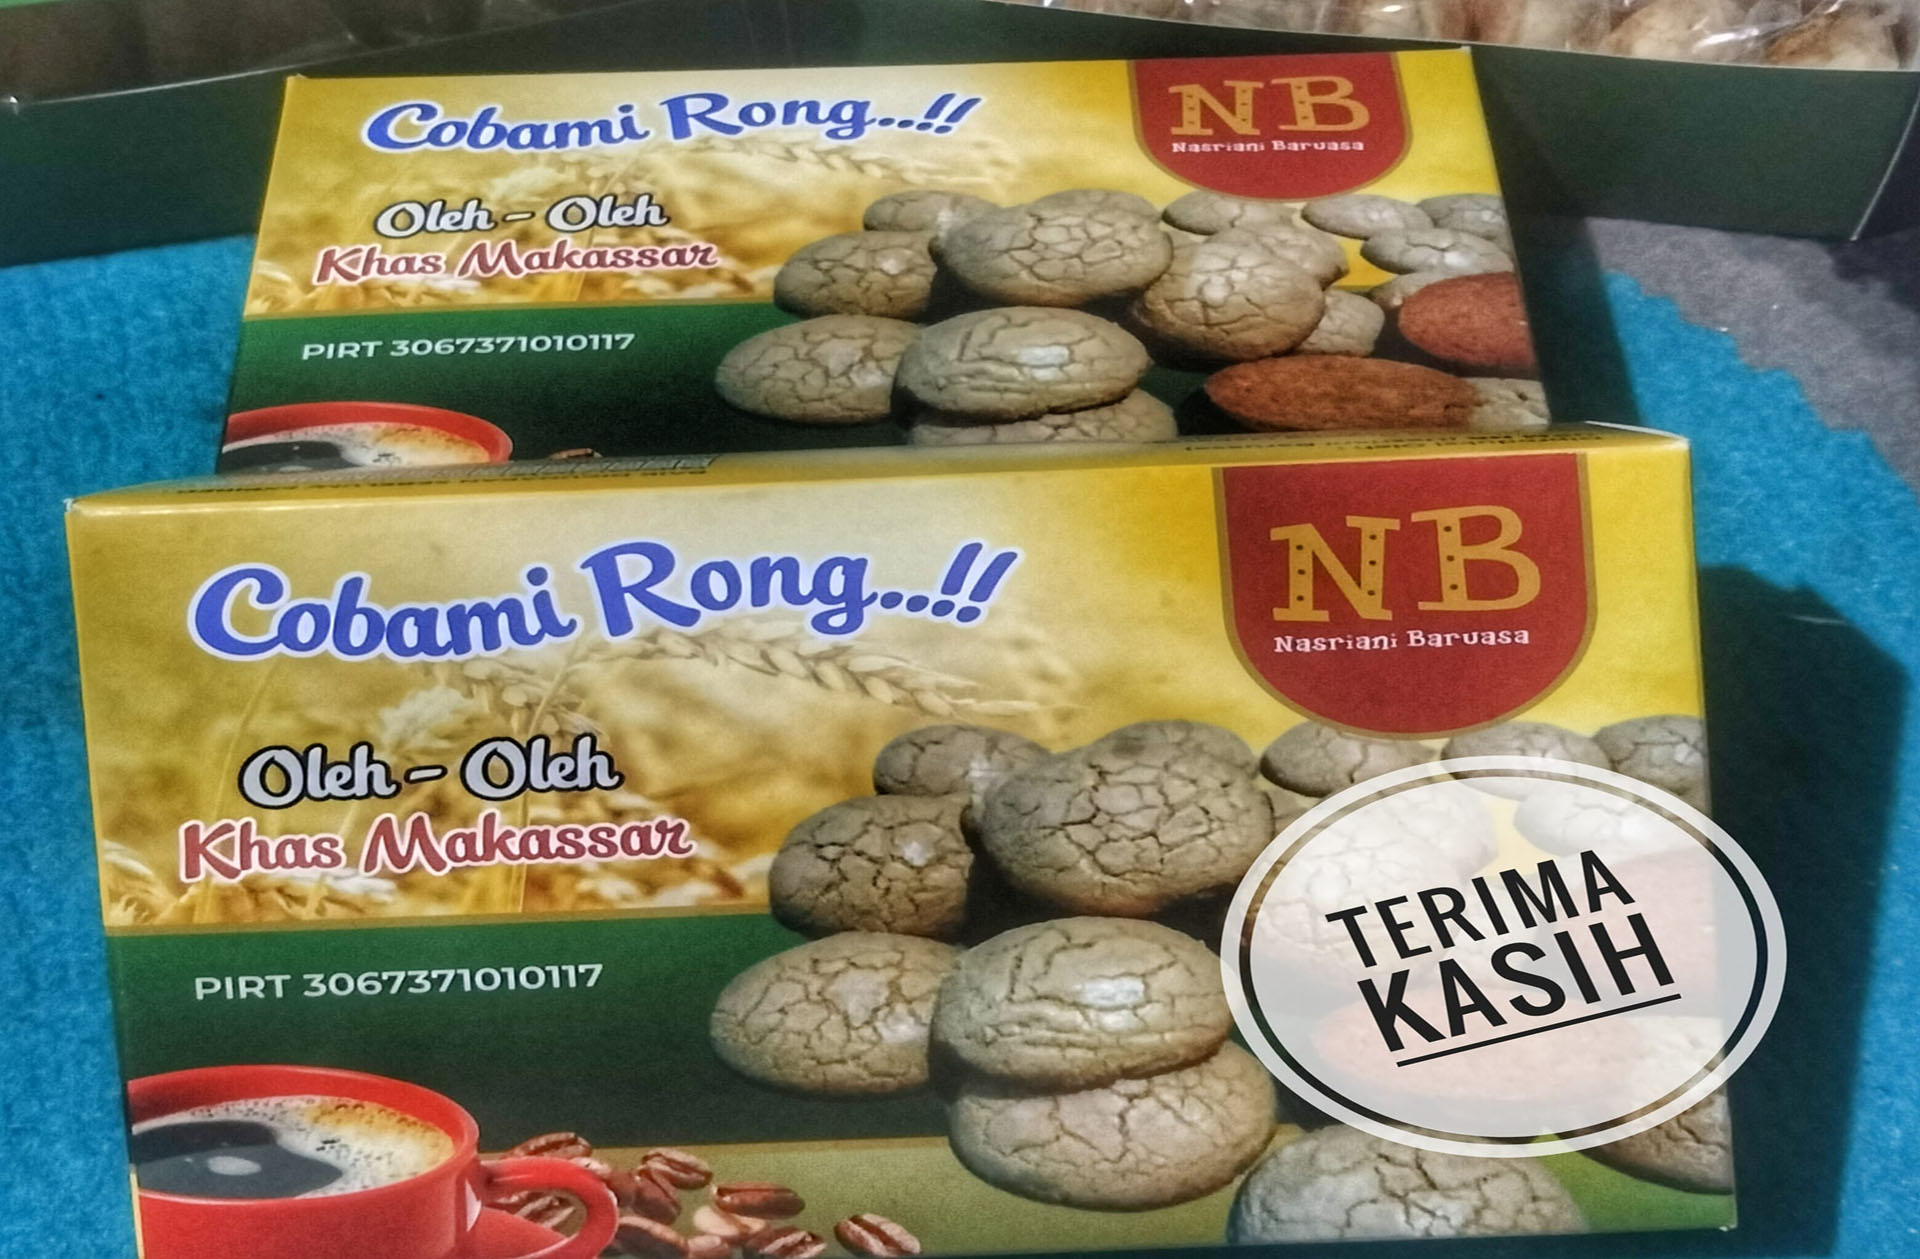 Cobami Rong..!!
NB
Nasriani Baruasa
Oleh - Oleh
Khas Makassar
PIRT 3067371010117
Cobami Rong..!!
NB
Nasriani Baruasa
Oleh - Oleh
Khas Makassar
PIRT 3067371010117
TERIMA
KASIH